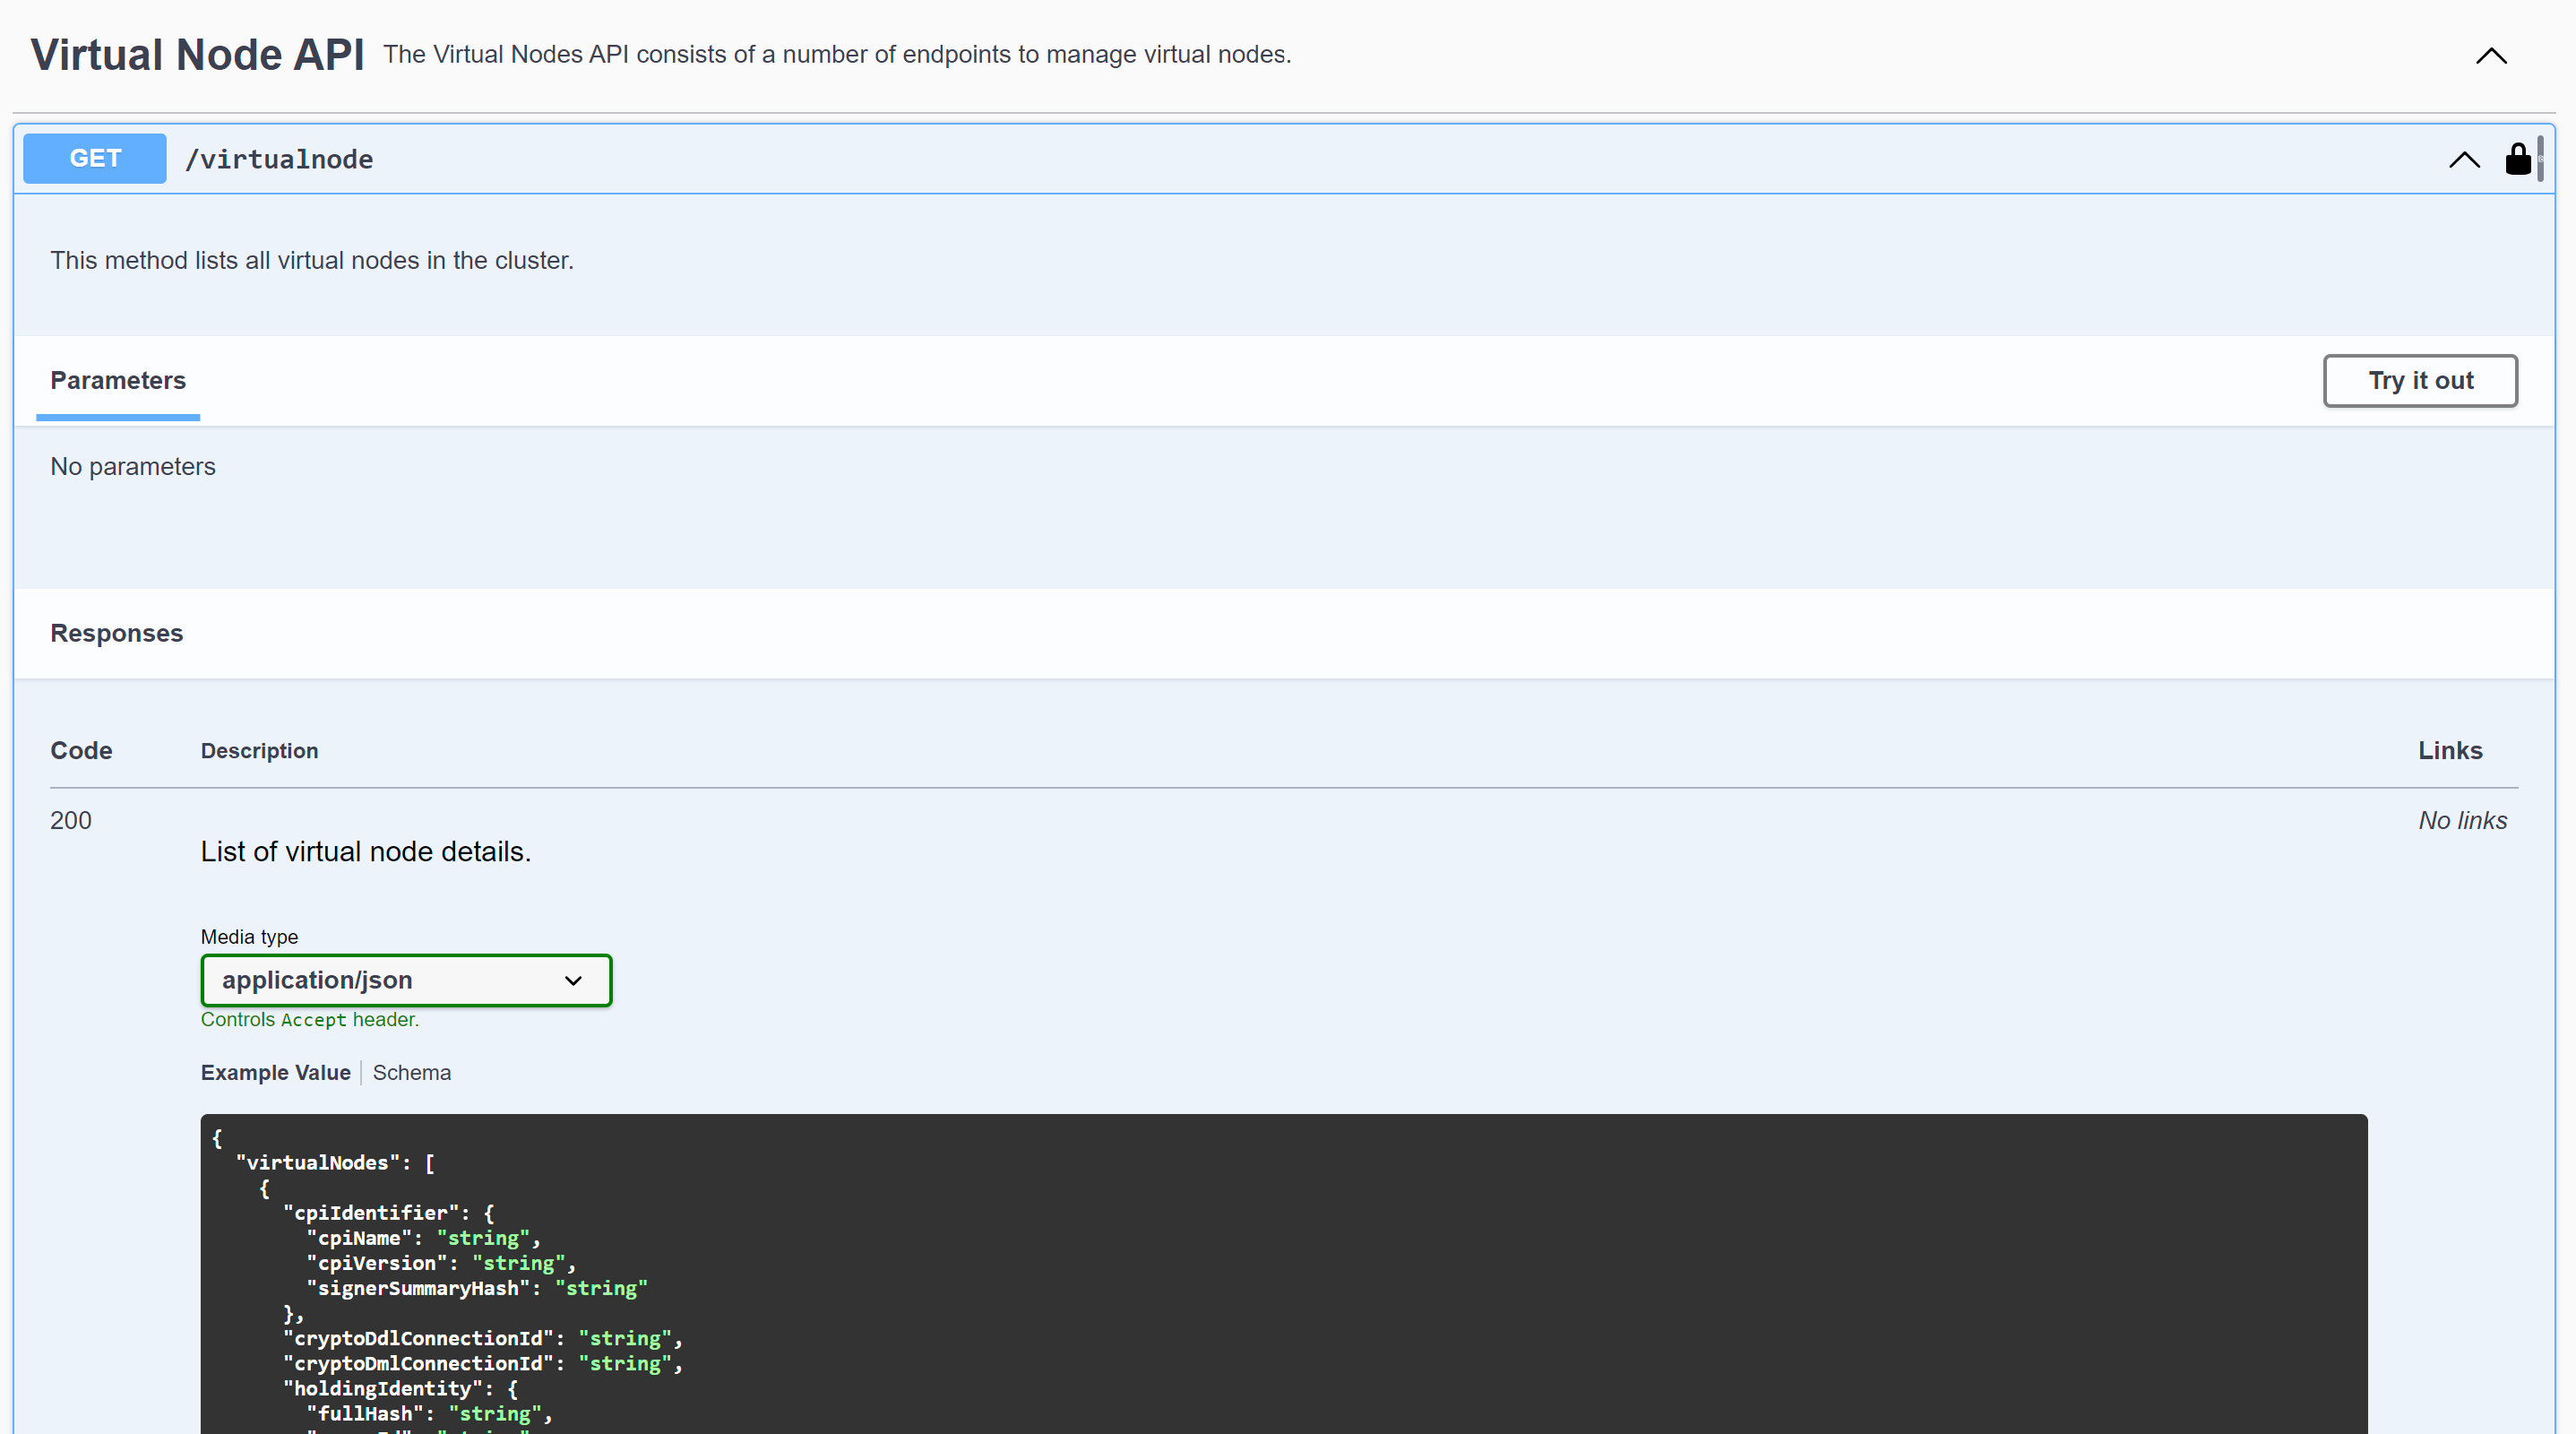 Virtual Node API The Virtual Nodes API consists of a number of endpoints to manage virtual nodes.
GET /virtualnode
This method lists all virtual nodes in the cluster.
Parameters Try it out
No parameters
Responses
Code Description Links
200 No links
List of virtual node details.
Media type
application/json
Controls Accept header.
Example Value Schema
{
"virtualNodes": [
{
"cpiIdentifier": {
"cpiName": "string",
"cpiVersion": "string",
"signerSummaryHash": "string"
},
"cryptoDdlConnectionId": "string",
"cryptoDmlConnectionId": "string",
"holdingIdentity": {
"fullHash": "string",